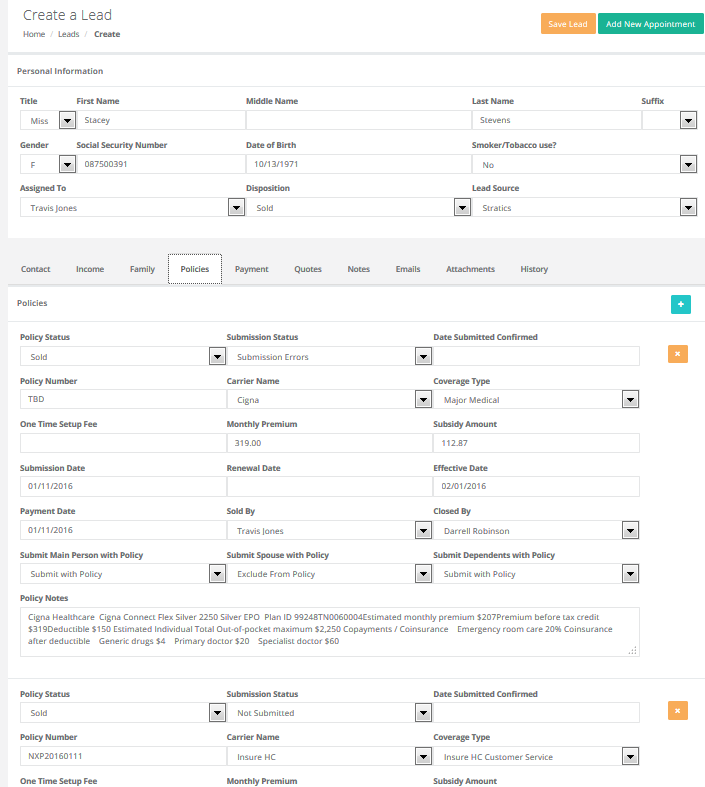 Create a Lead
Home / Leads / Create
Save Lead Add New Appointment
Personal Information
Title First Name Middle Name Last Name Suffix
Miss Stacey Stevens
Gender Social Security Number Date of Birth Smoker/Tobacco use?
F 087500391 10/13/1971 No
Assigned To Disposition Lead Source
Travis Jones Sold Stratics
Contact Income Family Policies Payment Quotes Notes Emails Attachments History
Policies +
Policy Status Submission Status Date Submitted Confirmed
Sold Submission Errors ×
Policy Number Carrier Name Coverage Type
TBD Cigna Major Medical
One Time Setup Fee Monthly Premium Subsidy Amount
319.00 112.87
Submission Date Renewal Date Effective Date
01/11/2016 02/01/2016
Payment Date Sold By Closed By
01/11/2016 Travis Jones Darrell Robinson
Submit Main Person with Policy Submit Spouse with Policy Submit Dependents with Policy
Submit with Policy Exclude From Policy Submit with Policy
Policy Notes
Cigna Healthcare Cigna Connect Flex Silver 2250 Silver EPO Plan ID 99248TN0060004Estimated monthly premium $207Premium before tax credit
$319Deductible $150 Estimated Individual Total Out-of-pocket maximum $2,250 Copayments / Coinsurance Emergency room care 20% Coinsurance
after deductible Generic drugs $4 Primary doctor $20 Specialist doctor $60
Policy Status Submission Status Date Submitted Confirmed
Sold Not Submitted ×
Policy Number Carrier Name Coverage Type
NXP20160111 Insure HC Insure HC Customer Service
One Time Setup Fee Monthly Premium Subsidy Amount